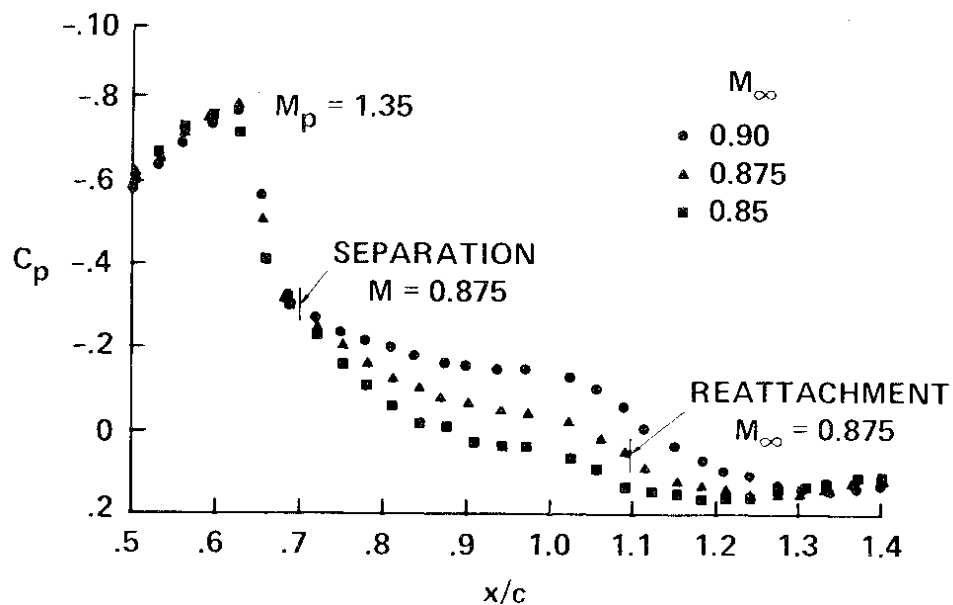 -.10
-.8
-.6
-.4
-.2
0
.2
C_p
M_p = 1.35
M_∞
0.90
0.875
0.85
SEPARATION
M = 0.875
REATTACHMENT
M_∞ = 0.875
.5 .6 .7 .8 .9 1.0 1.1 1.2 1.3 1.4
x/c